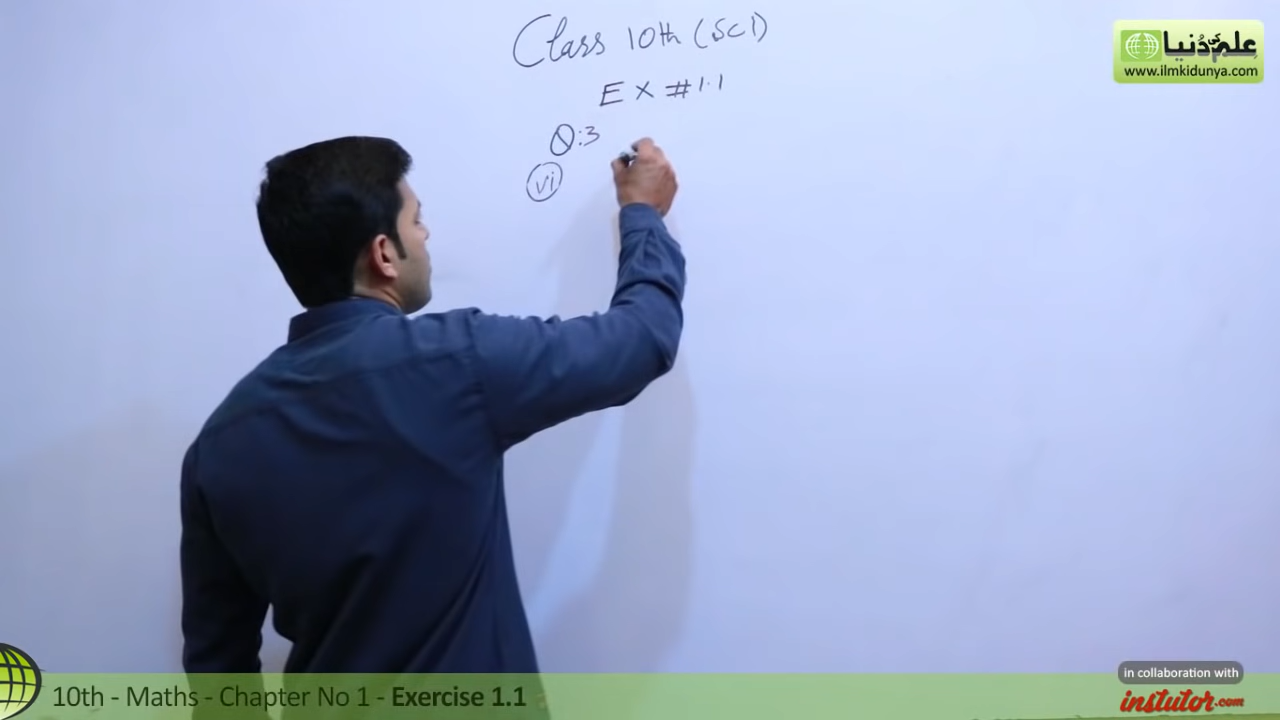 Class 10th (SCI)
EX #1.1
Q:3
vi
علم کی دنیا
www.ilmkidunya.com
in collaboration with
instutor.com
10th - Maths - Chapter No 1 - Exercise 1.1